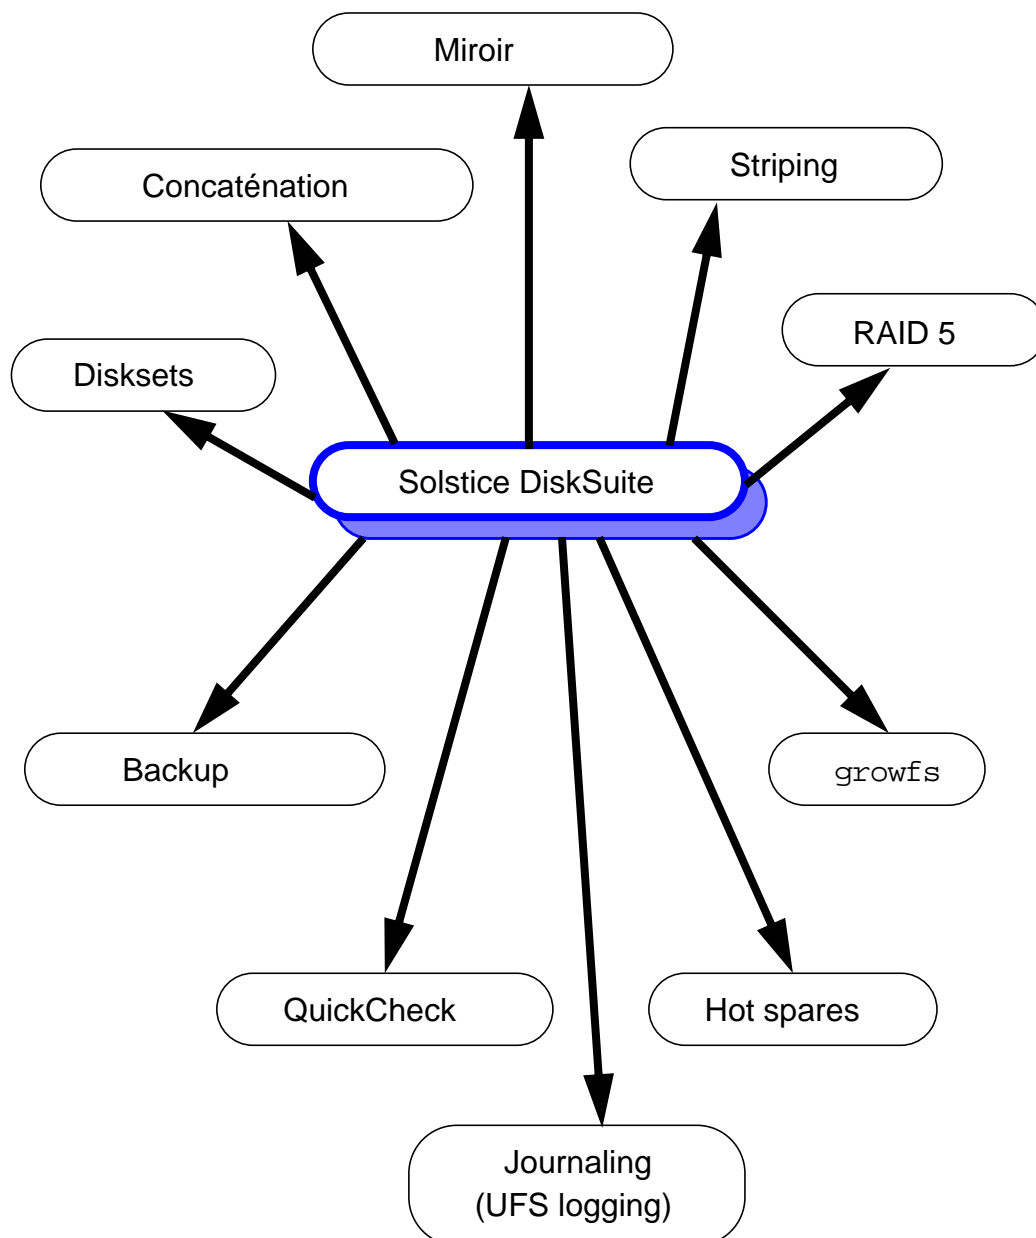 Miroir
Striping
Concaténation
RAID 5
Disksets
Solstice DiskSuite
Backup
growfs
QuickCheck
Hot spares
Journaling
(UFS logging)